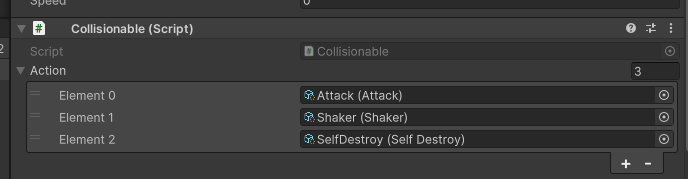 Speed 0
# Collisionable (Script)
2
Script # Collisionable
Action 3
Element 0 Attack (Attack)
Element 1 Shaker (Shaker)
Element 2 SelfDestroy (Self Destroy)
+ -